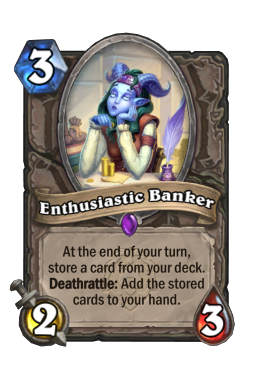 3
Enthusiastic Banker
At the end of your turn,
store a card from your deck.
Deathrattle: Add the stored
cards to your hand.
2
3